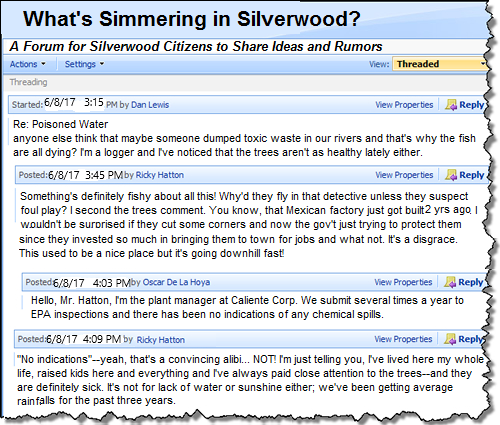 What's Simmering in Silverwood?
A Forum for Silverwood Citizens to Share Ideas and Rumors
Actions Settings View: Threaded
Threading
Started: 6/8/17 3:15 PM by Dan Lewis View Properties Reply
Re: Poisoned Water
anyone else think that maybe someone dumped toxic waste in our rivers and that's why the fish
are all dying? I'm a logger and I've noticed that the trees aren't as healthy lately either.
Posted: 6/8/17 3:45 PM by Ricky Hatton View Properties Reply
Something's definitely fishy about all this! Why'd they fly in that detective unless they suspect
foul play? I second the trees comment. You know, that Mexican factory just got built 2 yrs ago. I
wouldn't be surprised if they cut some corners and now the gov't just trying to protect them
since they invested so much in bringing them to town for jobs and what not. It's a disgrace.
This used to be a nice place but it's going downhill fast!
Posted: 6/8/17 4:03 PM by Oscar De La Hoya View Properties Reply
Hello, Mr. Hatton, I'm the plant manager at Caliente Corp. We submit several times a year to
EPA inspections and there has been no indications of any chemical spills.
Posted: 6/8/17 4:09 PM by Ricky Hatton View Properties Reply
"No indications"--yeah, that's a convincing alibi... NOT! I'm just telling you, I've lived here my whole
life, raised kids here and everything and I've always paid close attention to the trees--and they
are definitely sick. It's not for lack of water or sunshine either; we've been getting average
rainfalls for the past three years.